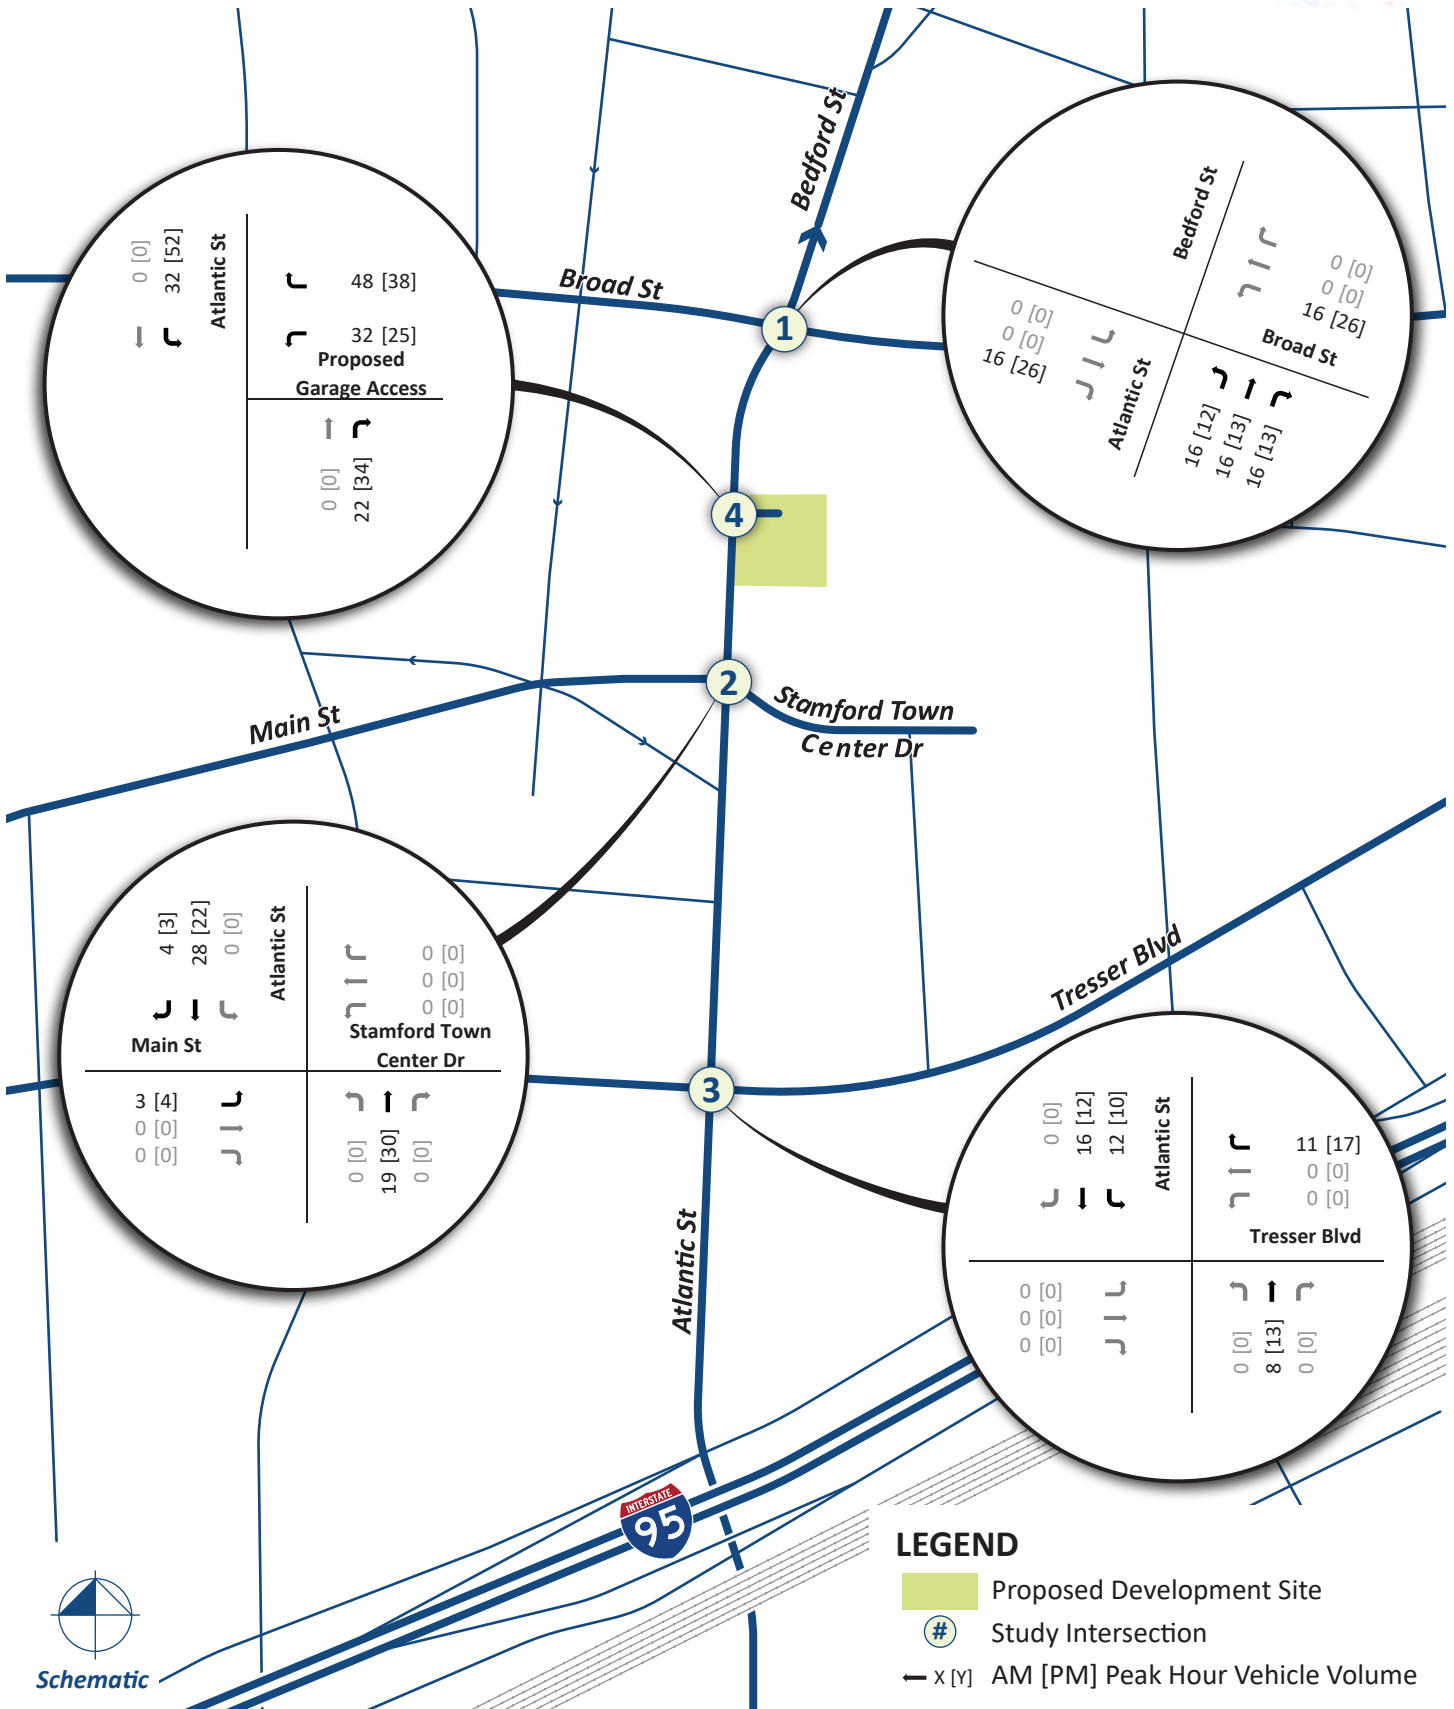 Bedford St
Broad St
1
4
2
3
Main St
Stamford Town
Center Dr
Tresser Blvd
Atlantic St
INTERSTATE
95
0 [0]
32 [52]
Atlantic St
48 [38]
32 [25]
Proposed
Garage Access
0 [0]
22 [34]
Bedford St
0 [0]
0 [0]
16 [26]
Broad St
0 [0]
0 [0]
16 [26]
Atlantic St
16 [12]
16 [13]
16 [13]
4 [3]
28 [22]
0 [0]
Atlantic St
0 [0]
0 [0]
0 [0]
Main St
Stamford Town
Center Dr
3 [4]
0 [0]
0 [0]
0 [0]
19 [30]
0 [0]
0 [0]
16 [12]
12 [10]
Atlantic St
11 [17]
0 [0]
0 [0]
Tresser Blvd
0 [0]
0 [0]
0 [0]
0 [0]
8 [13]
0 [0]
Schematic
LEGEND
Proposed Development Site
# Study Intersection
X [Y] AM [PM] Peak Hour Vehicle Volume